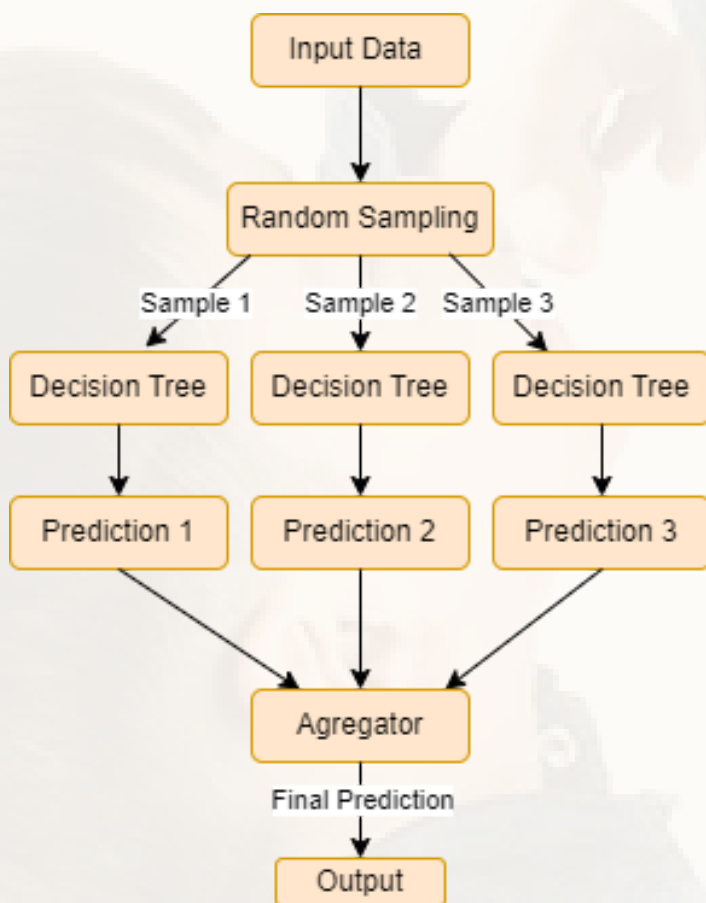 Input Data
Random Sampling
Sample 1
Sample 2
Sample 3
Decision Tree
Decision Tree
Decision Tree
Prediction 1
Prediction 2
Prediction 3
Agregator
Final Prediction
Output